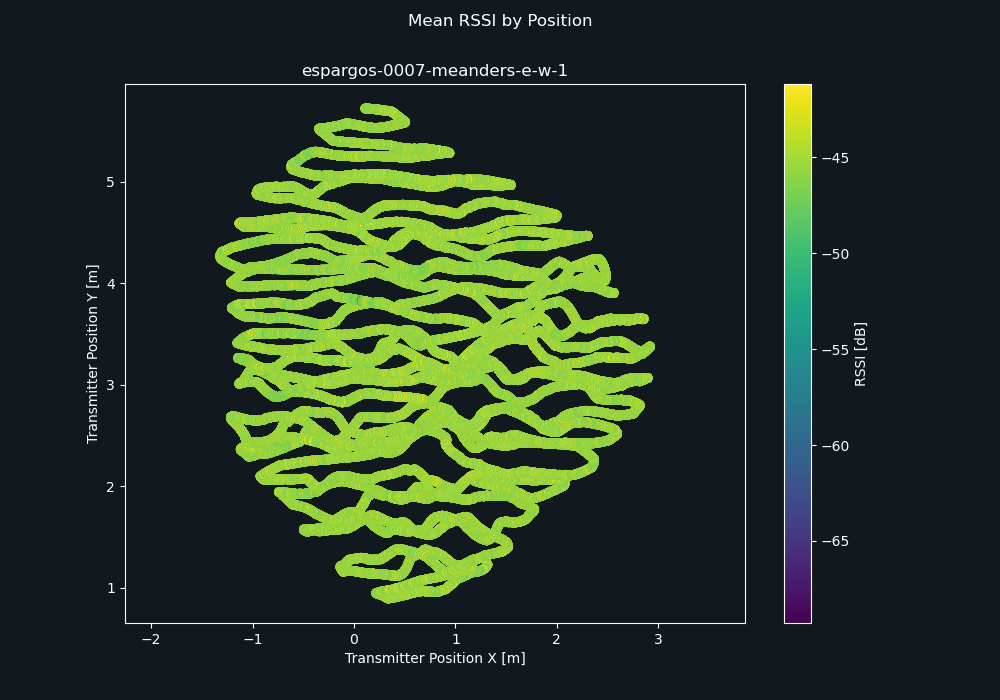 Mean RSSI by Position
espargos-0007-meanders-e-w-1
Transmitter Position Y [m]
5
4
3
2
1
−2 −1 0 1 2 3
Transmitter Position X [m]
−45
−50
−55
−60
−65
RSSI [dB]